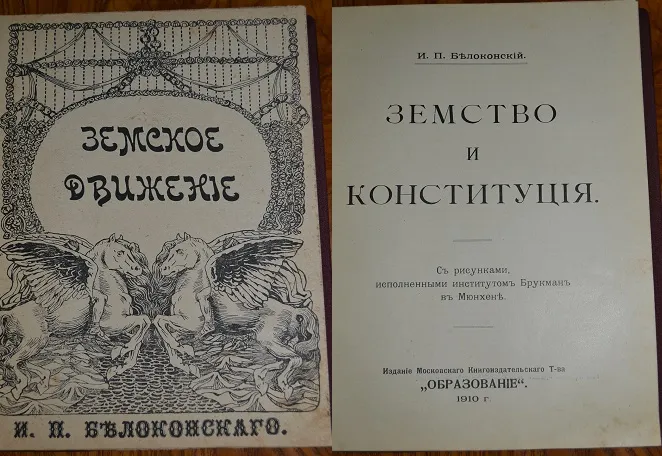 ЗЕМСКОЕ
ДВИЖЕНІЕ
И. П. БѢЛОКОНСКАГО.
И. П. Бѣлоконскій.
ЗЕМСТВО
И
КОНСТИТУЦІЯ.
Съ рисунками,
исполненными институтомъ Брукманъ
въ Мюнхенѣ.
Изданіе Московскаго Книгоиздательскаго Т-ва
„ОБРАЗОВАНІЕ“.
1910 г.